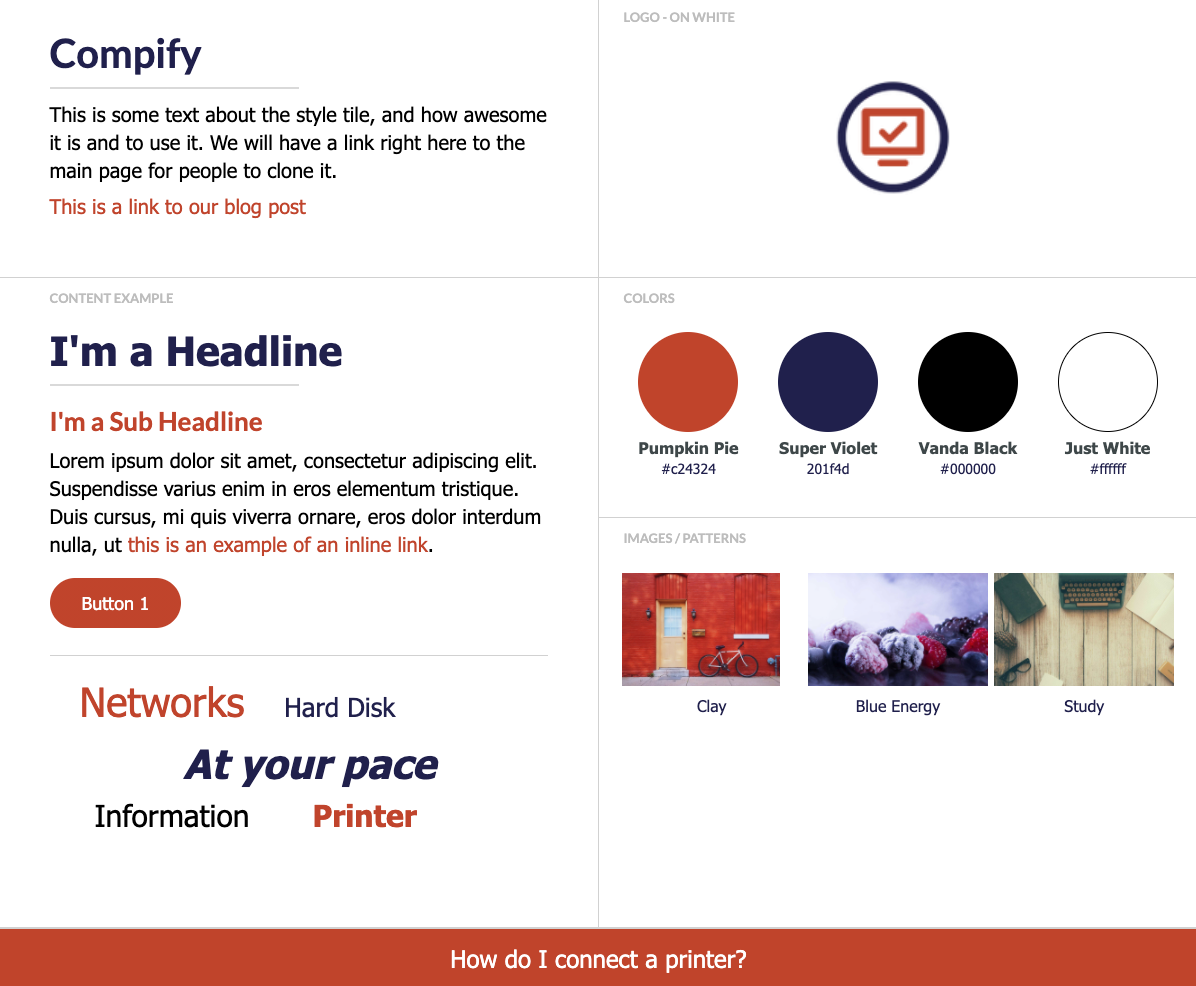 Compify
This is some text about the style tile, and how awesome
it is and to use it. We will have a link right here to the
main page for people to clone it.
This is a link to our blog post
LOGO - ON WHITE
CONTENT EXAMPLE
I'm a Headline
I'm a Sub Headline
Lorem ipsum dolor sit amet, consectetur adipiscing elit.
Suspendisse varius enim in eros elementum tristique.
Duis cursus, mi quis viverra ornare, eros dolor interdum
nulla, ut this is an example of an inline link.
Button 1
Networks Hard Disk
At your pace
Information Printer
COLORS
Pumpkin Pie Super Violet Vanda Black Just White
#c24324 201f4d #000000 #ffffff
IMAGES / PATTERNS
Clay Blue Energy Study
How do I connect a printer?